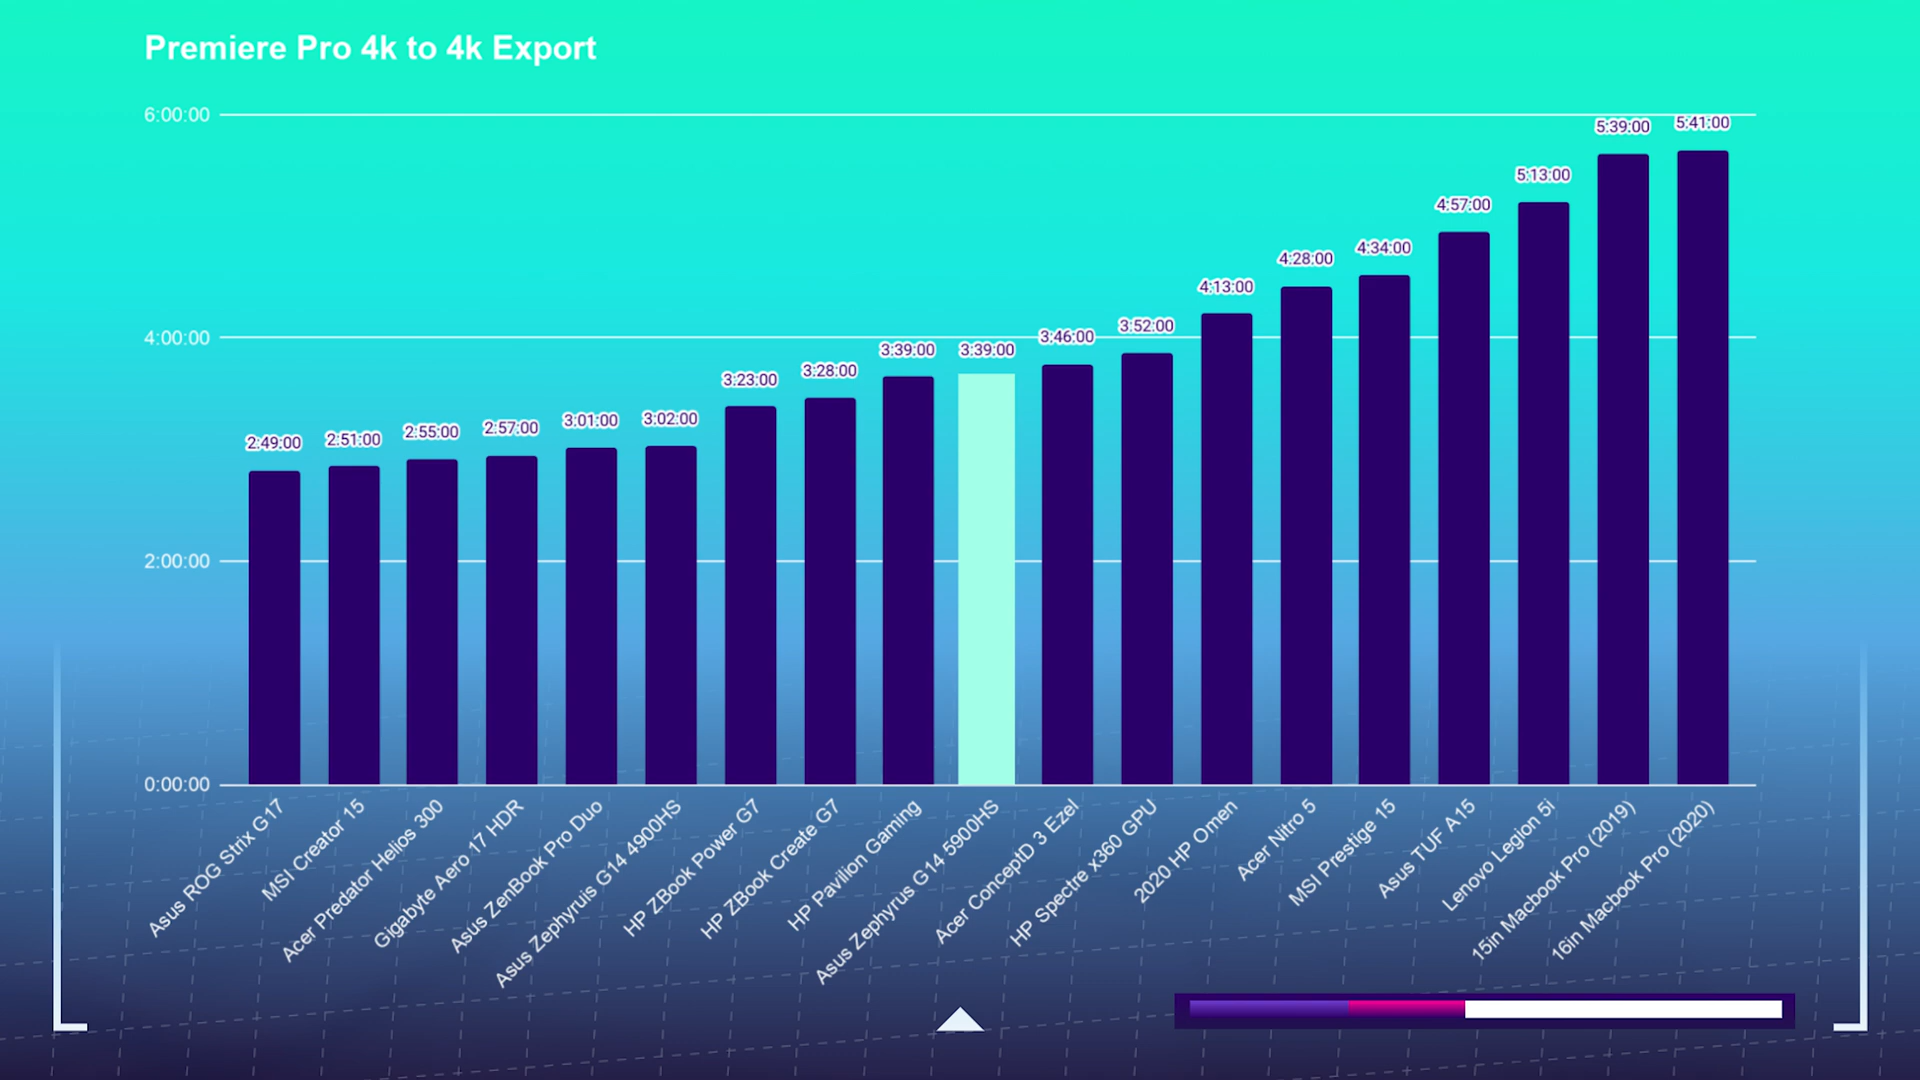 Premiere Pro 4k to 4k Export
6:00:00
4:00:00
2:00:00
0:00:00
2:49:00
2:51:00
2:55:00
2:57:00
3:01:00
3:02:00
3:23:00
3:28:00
3:39:00
3:39:00
3:46:00
3:52:00
4:13:00
4:28:00
4:34:00
4:57:00
5:13:00
5:39:00
5:41:00
Asus ROG Strix G17
MSI Creator 15
Acer Predator Helios 300
Gigabyte Aero 17 HDR
Asus ZenBook Pro Duo
Asus Zephyruis G14 4900HS
HP ZBook Power G7
HP ZBook Create G7
HP Pavilion Gaming
Asus Zephyrus G14 5900HS
Acer ConceptD 3 Ezel
HP Spectre x360 GPU
2020 HP Omen
Acer Nitro 5
MSI Prestige 15
Asus TUF A15
Lenovo Legion 5i
15in Macbook Pro (2019)
16in Macbook Pro (2020)